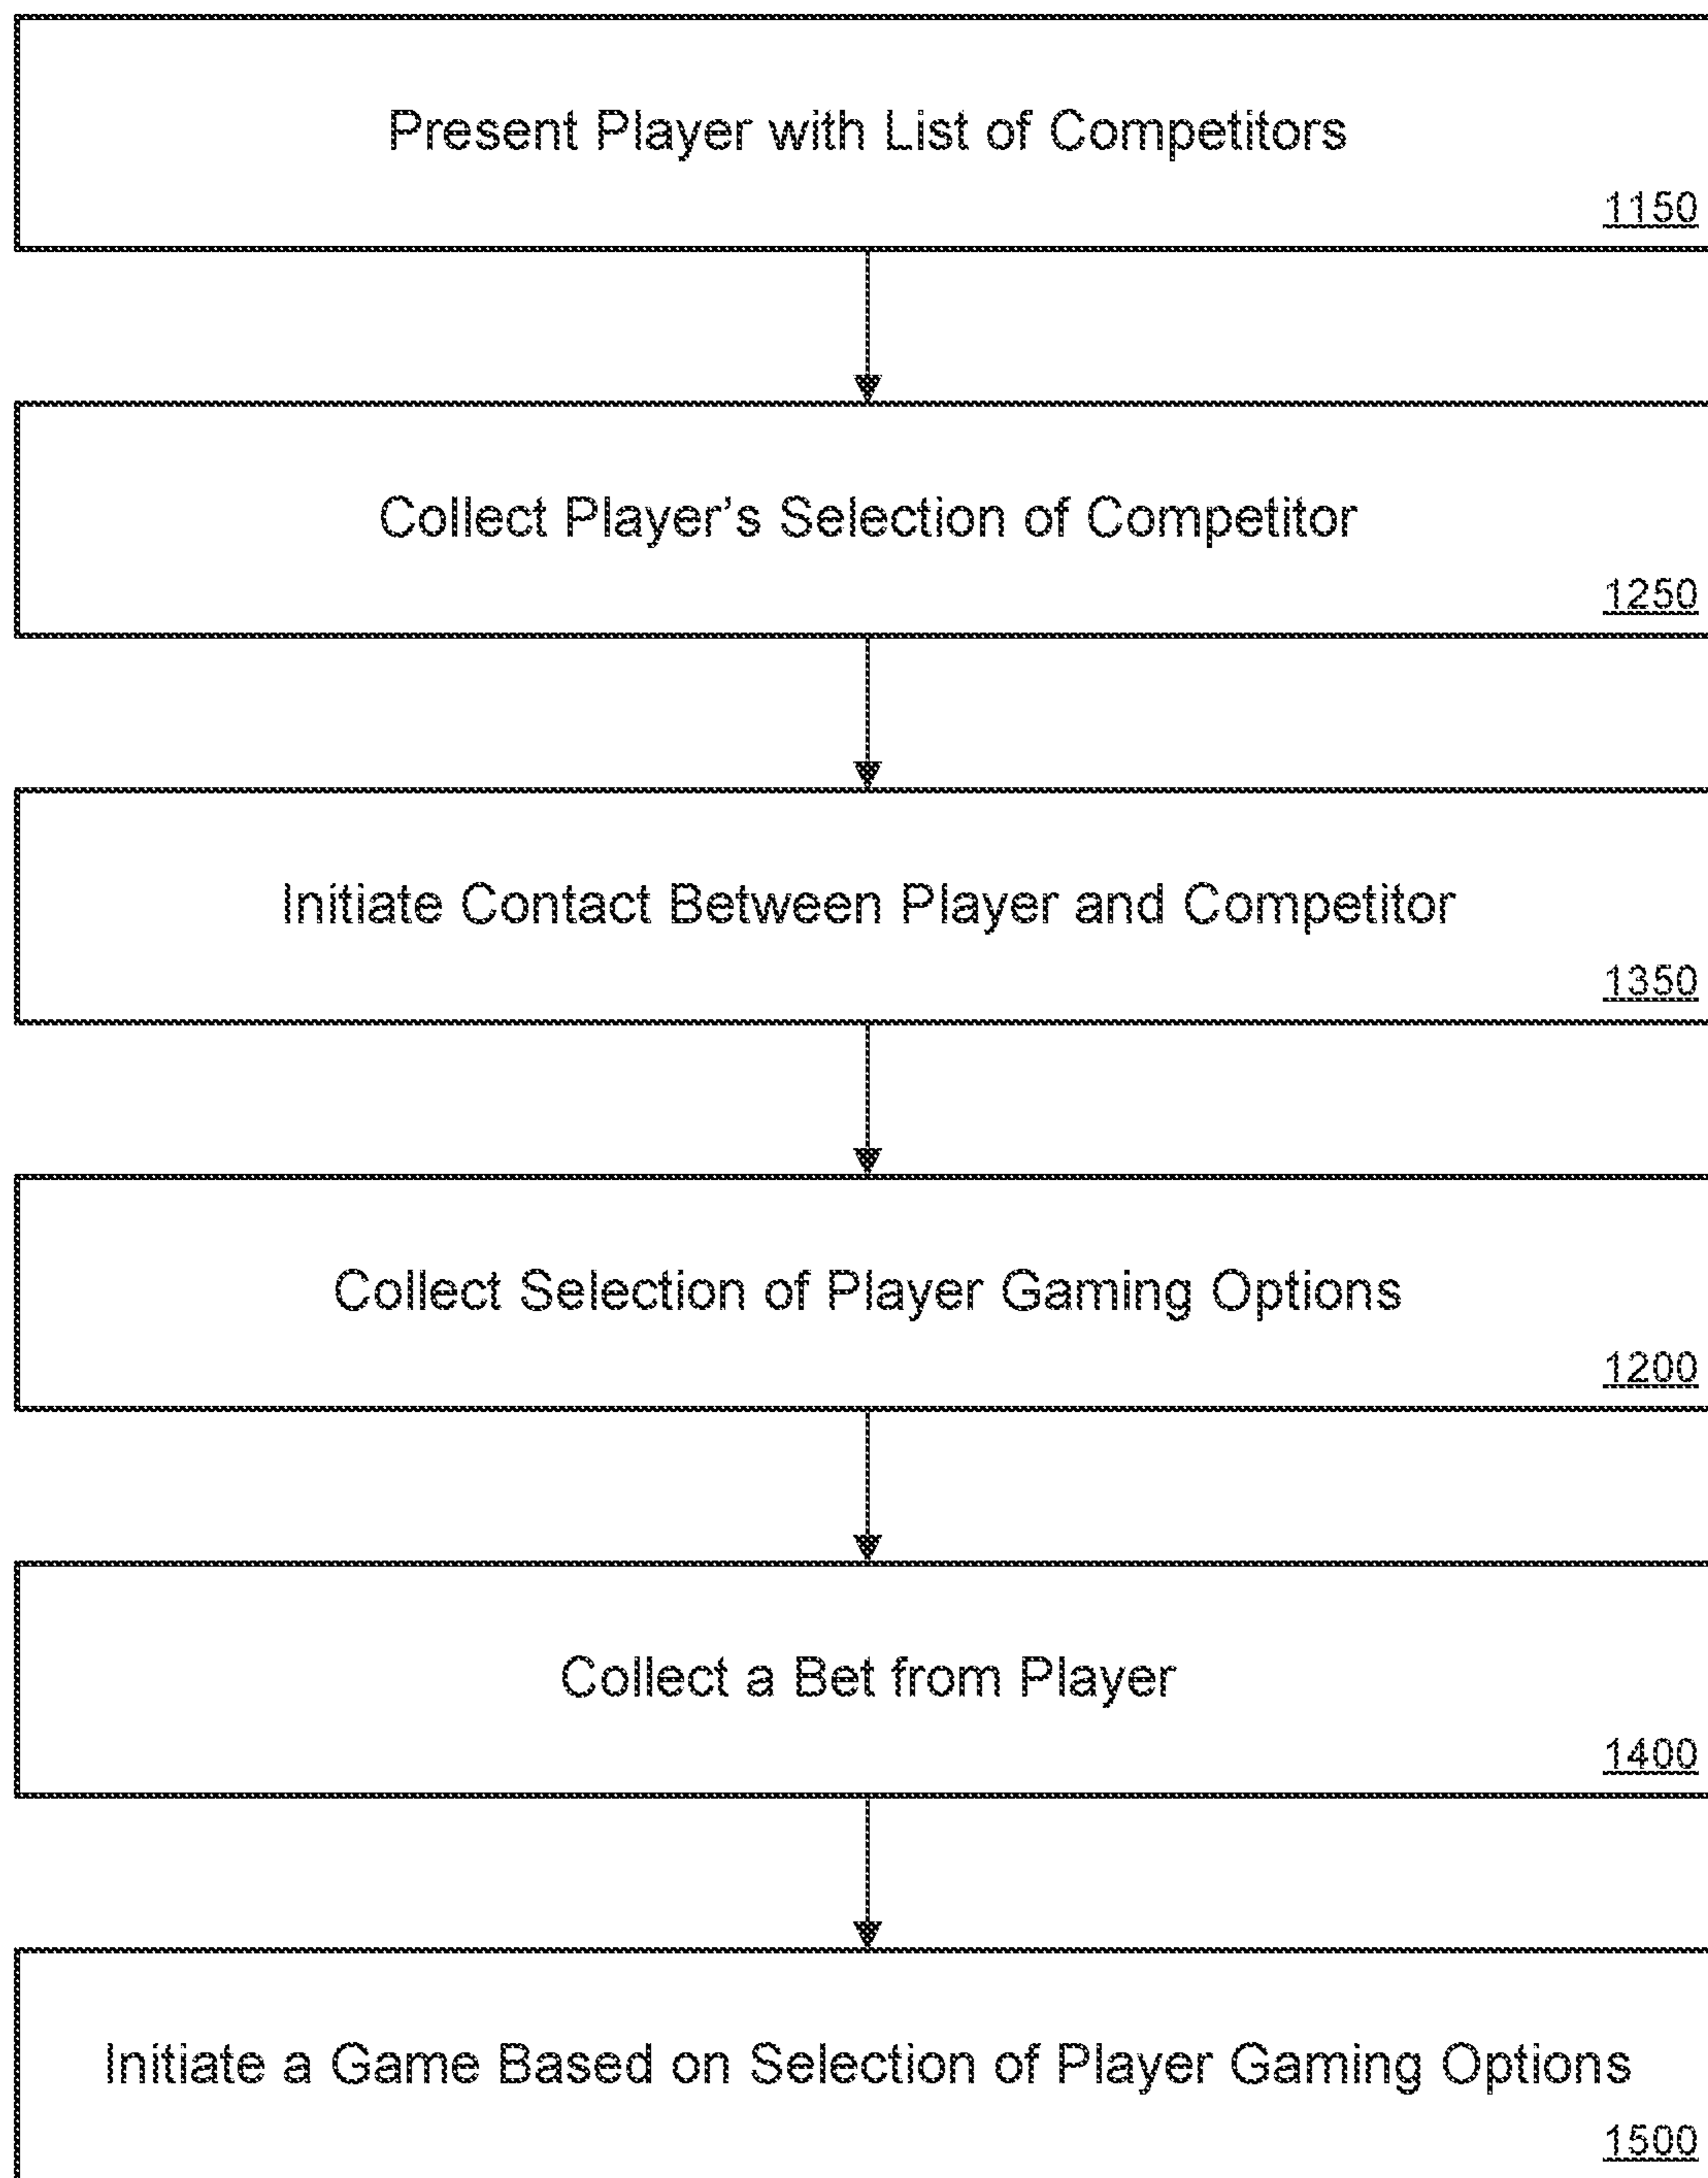 Present Player with List of Competitors
1150
Collect Player's Selection of Competitor
1250
Initiate Contact Between Player and Competitor
1350
Collect Selection of Player Gaming Options
1200
Collect a Bet from Player
1400
Initiate a Game Based on Selection of Player Gaming Options
1500